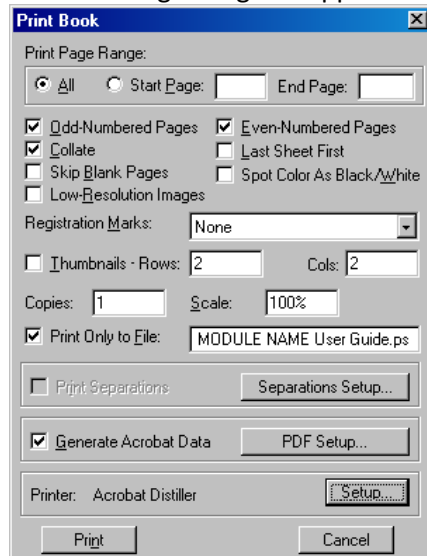 Print Book
Print Page Range:
All Start Page: End Page:
Odd-Numbered Pages Even-Numbered Pages
Collate Last Sheet First
Skip Blank Pages Spot Color As Black/White
Low-Resolution Images
Registration Marks: None
Thumbnails - Rows: 2 Cols: 2
Copies: 1 Scale: 100%
Print Only to File: MODULE NAME User Guide.ps
Print Separations Separations Setup...
Generate Acrobat Data PDF Setup...
Printer: Acrobat Distiller Setup...
Print Cancel